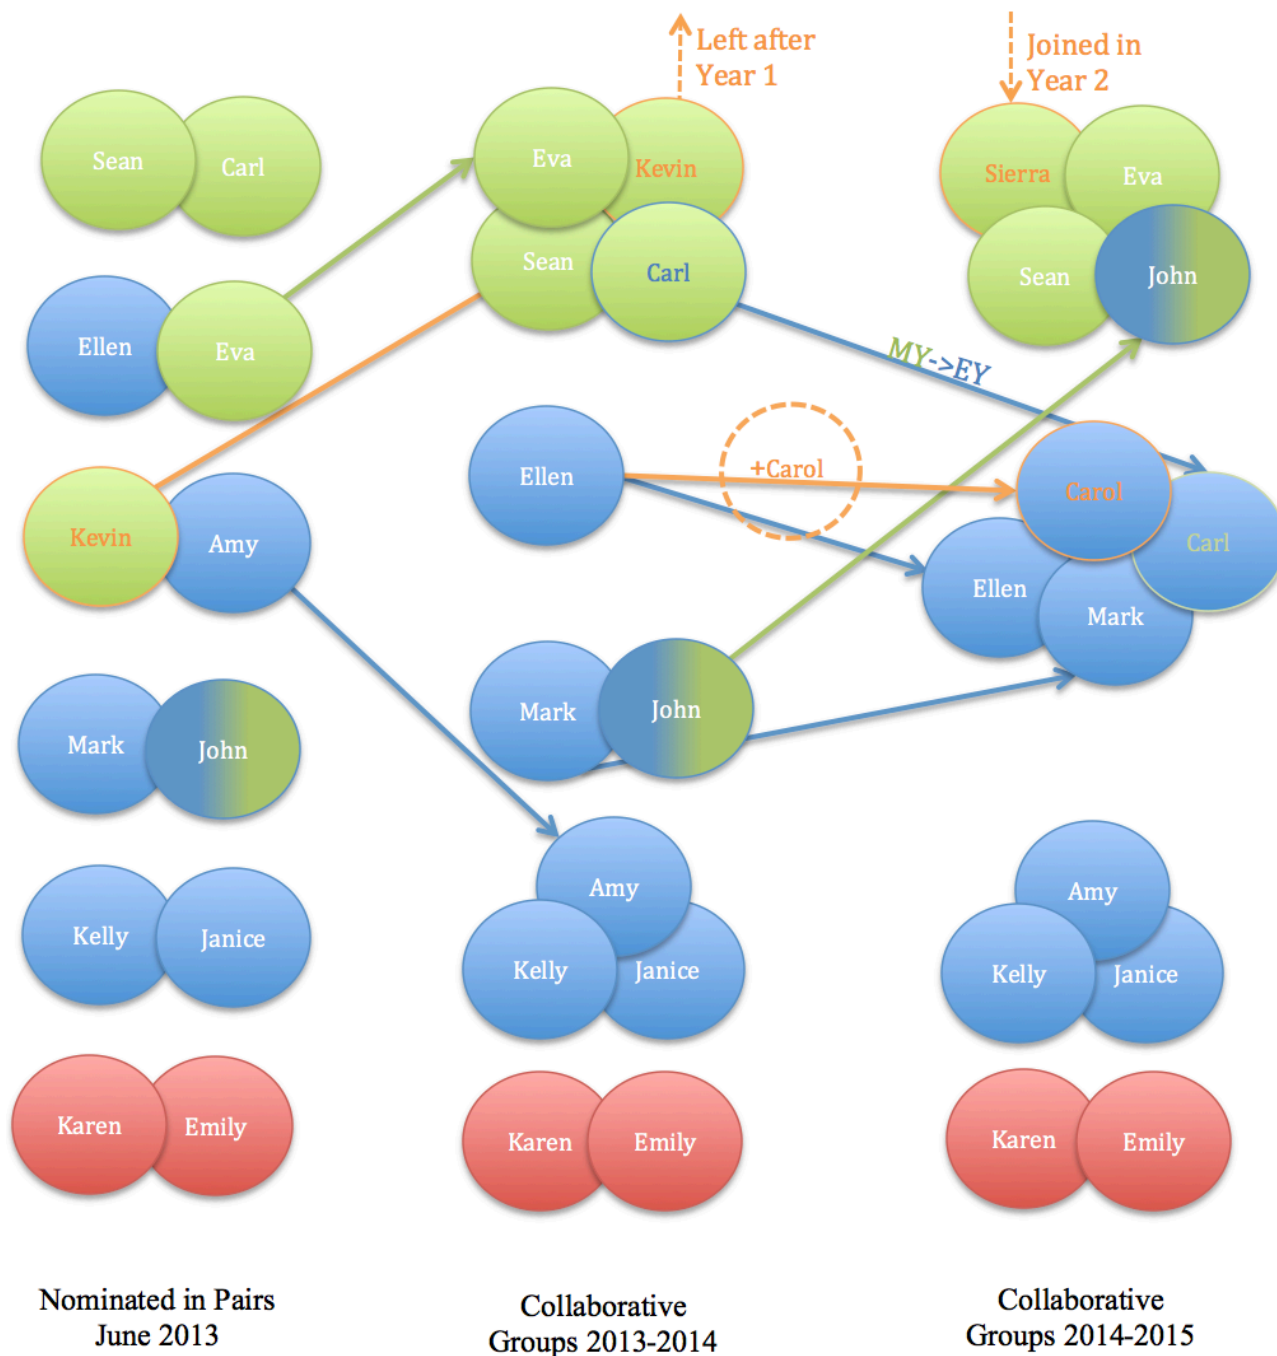 Left after
Year 1
Joined in
Year 2
Sean
Carl
Ellen
Eva
Kevin
Amy
Mark
John
Kelly
Janice
Karen
Emily
Nominated in Pairs
June 2013
Eva
Kevin
Sean
Carl
MY->EY
Ellen
+Carol
Mark
John
Amy
Kelly
Janice
Karen
Emily
Collaborative
Groups 2013-2014
Sierra
Eva
Sean
John
Carol
Carl
Ellen
Mark
Amy
Kelly
Janice
Karen
Emily
Collaborative
Groups 2014-2015